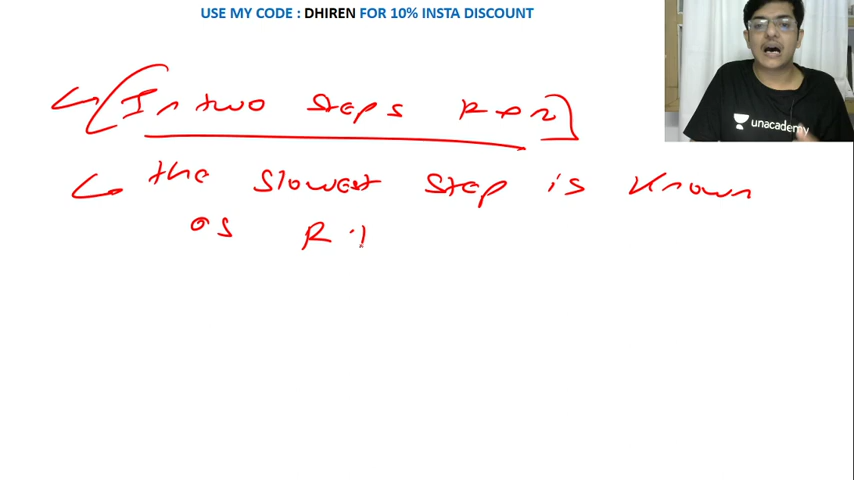 USE MY CODE : DHIREN FOR 10% INSTA DISCOUNT
unacademy
In two steps rxn
the slowest step is known
as R.